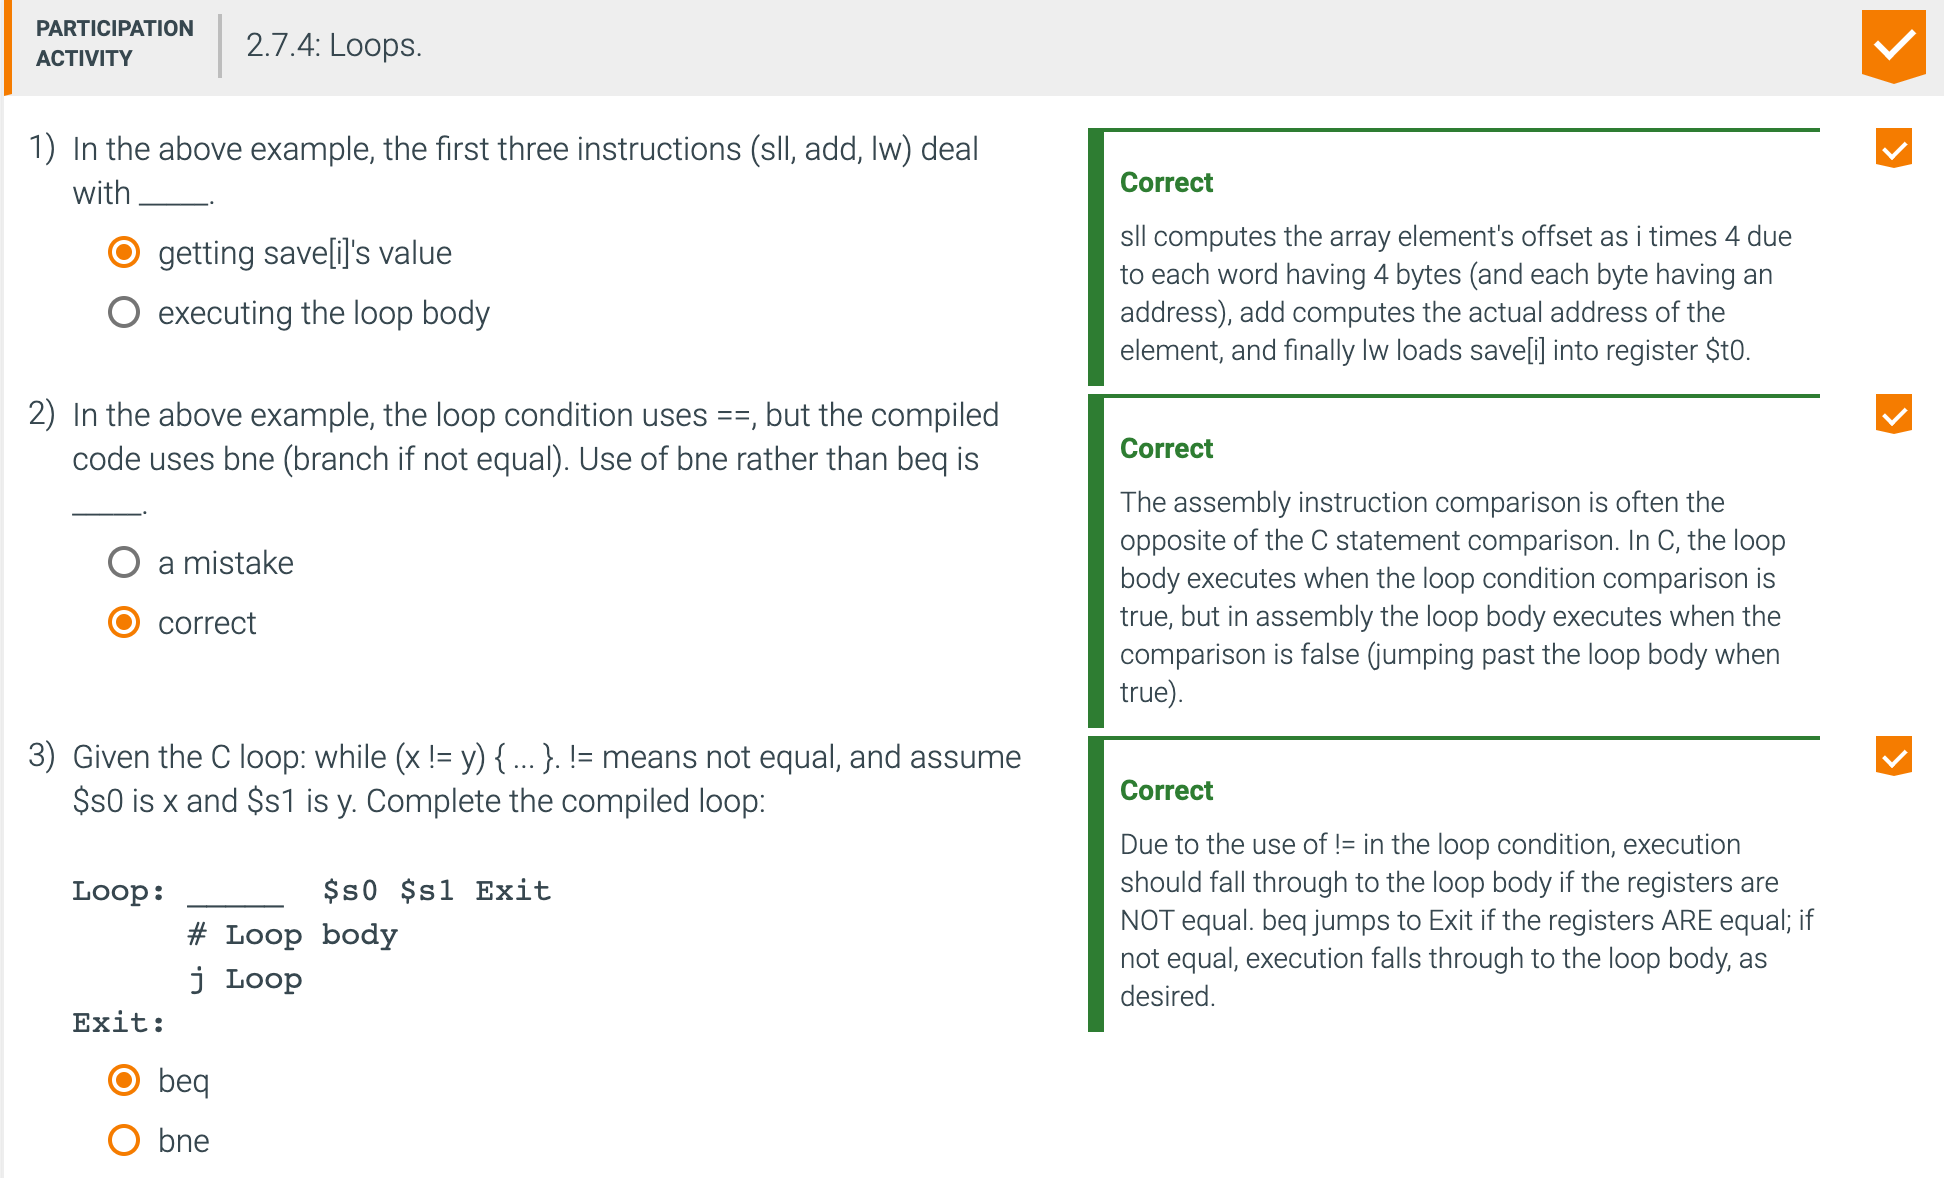 PARTICIPATION
ACTIVITY
2.7.4: Loops.
1) In the above example, the first three instructions (sll, add, lw) deal
with _____.
getting save[i]'s value
executing the loop body
Correct
sll computes the array element's offset as i times 4 due
to each word having 4 bytes (and each byte having an
address), add computes the actual address of the
element, and finally lw loads save[i] into register $t0.
2) In the above example, the loop condition uses ==, but the compiled
code uses bne (branch if not equal). Use of bne rather than beq is
_____.
a mistake
correct
Correct
The assembly instruction comparison is often the
opposite of the C statement comparison. In C, the loop
body executes when the loop condition comparison is
true, but in assembly the loop body executes when the
comparison is false (jumping past the loop body when
true).
3) Given the C loop: while (x != y) { ... }. != means not equal, and assume
$s0 is x and $s1 is y. Complete the compiled loop:
Loop: _____ $s0 $s1 Exit
# Loop body
j Loop
Exit:
beq
bne
Correct
Due to the use of != in the loop condition, execution
should fall through to the loop body if the registers are
NOT equal. beq jumps to Exit if the registers ARE equal; if
not equal, execution falls through to the loop body, as
desired.